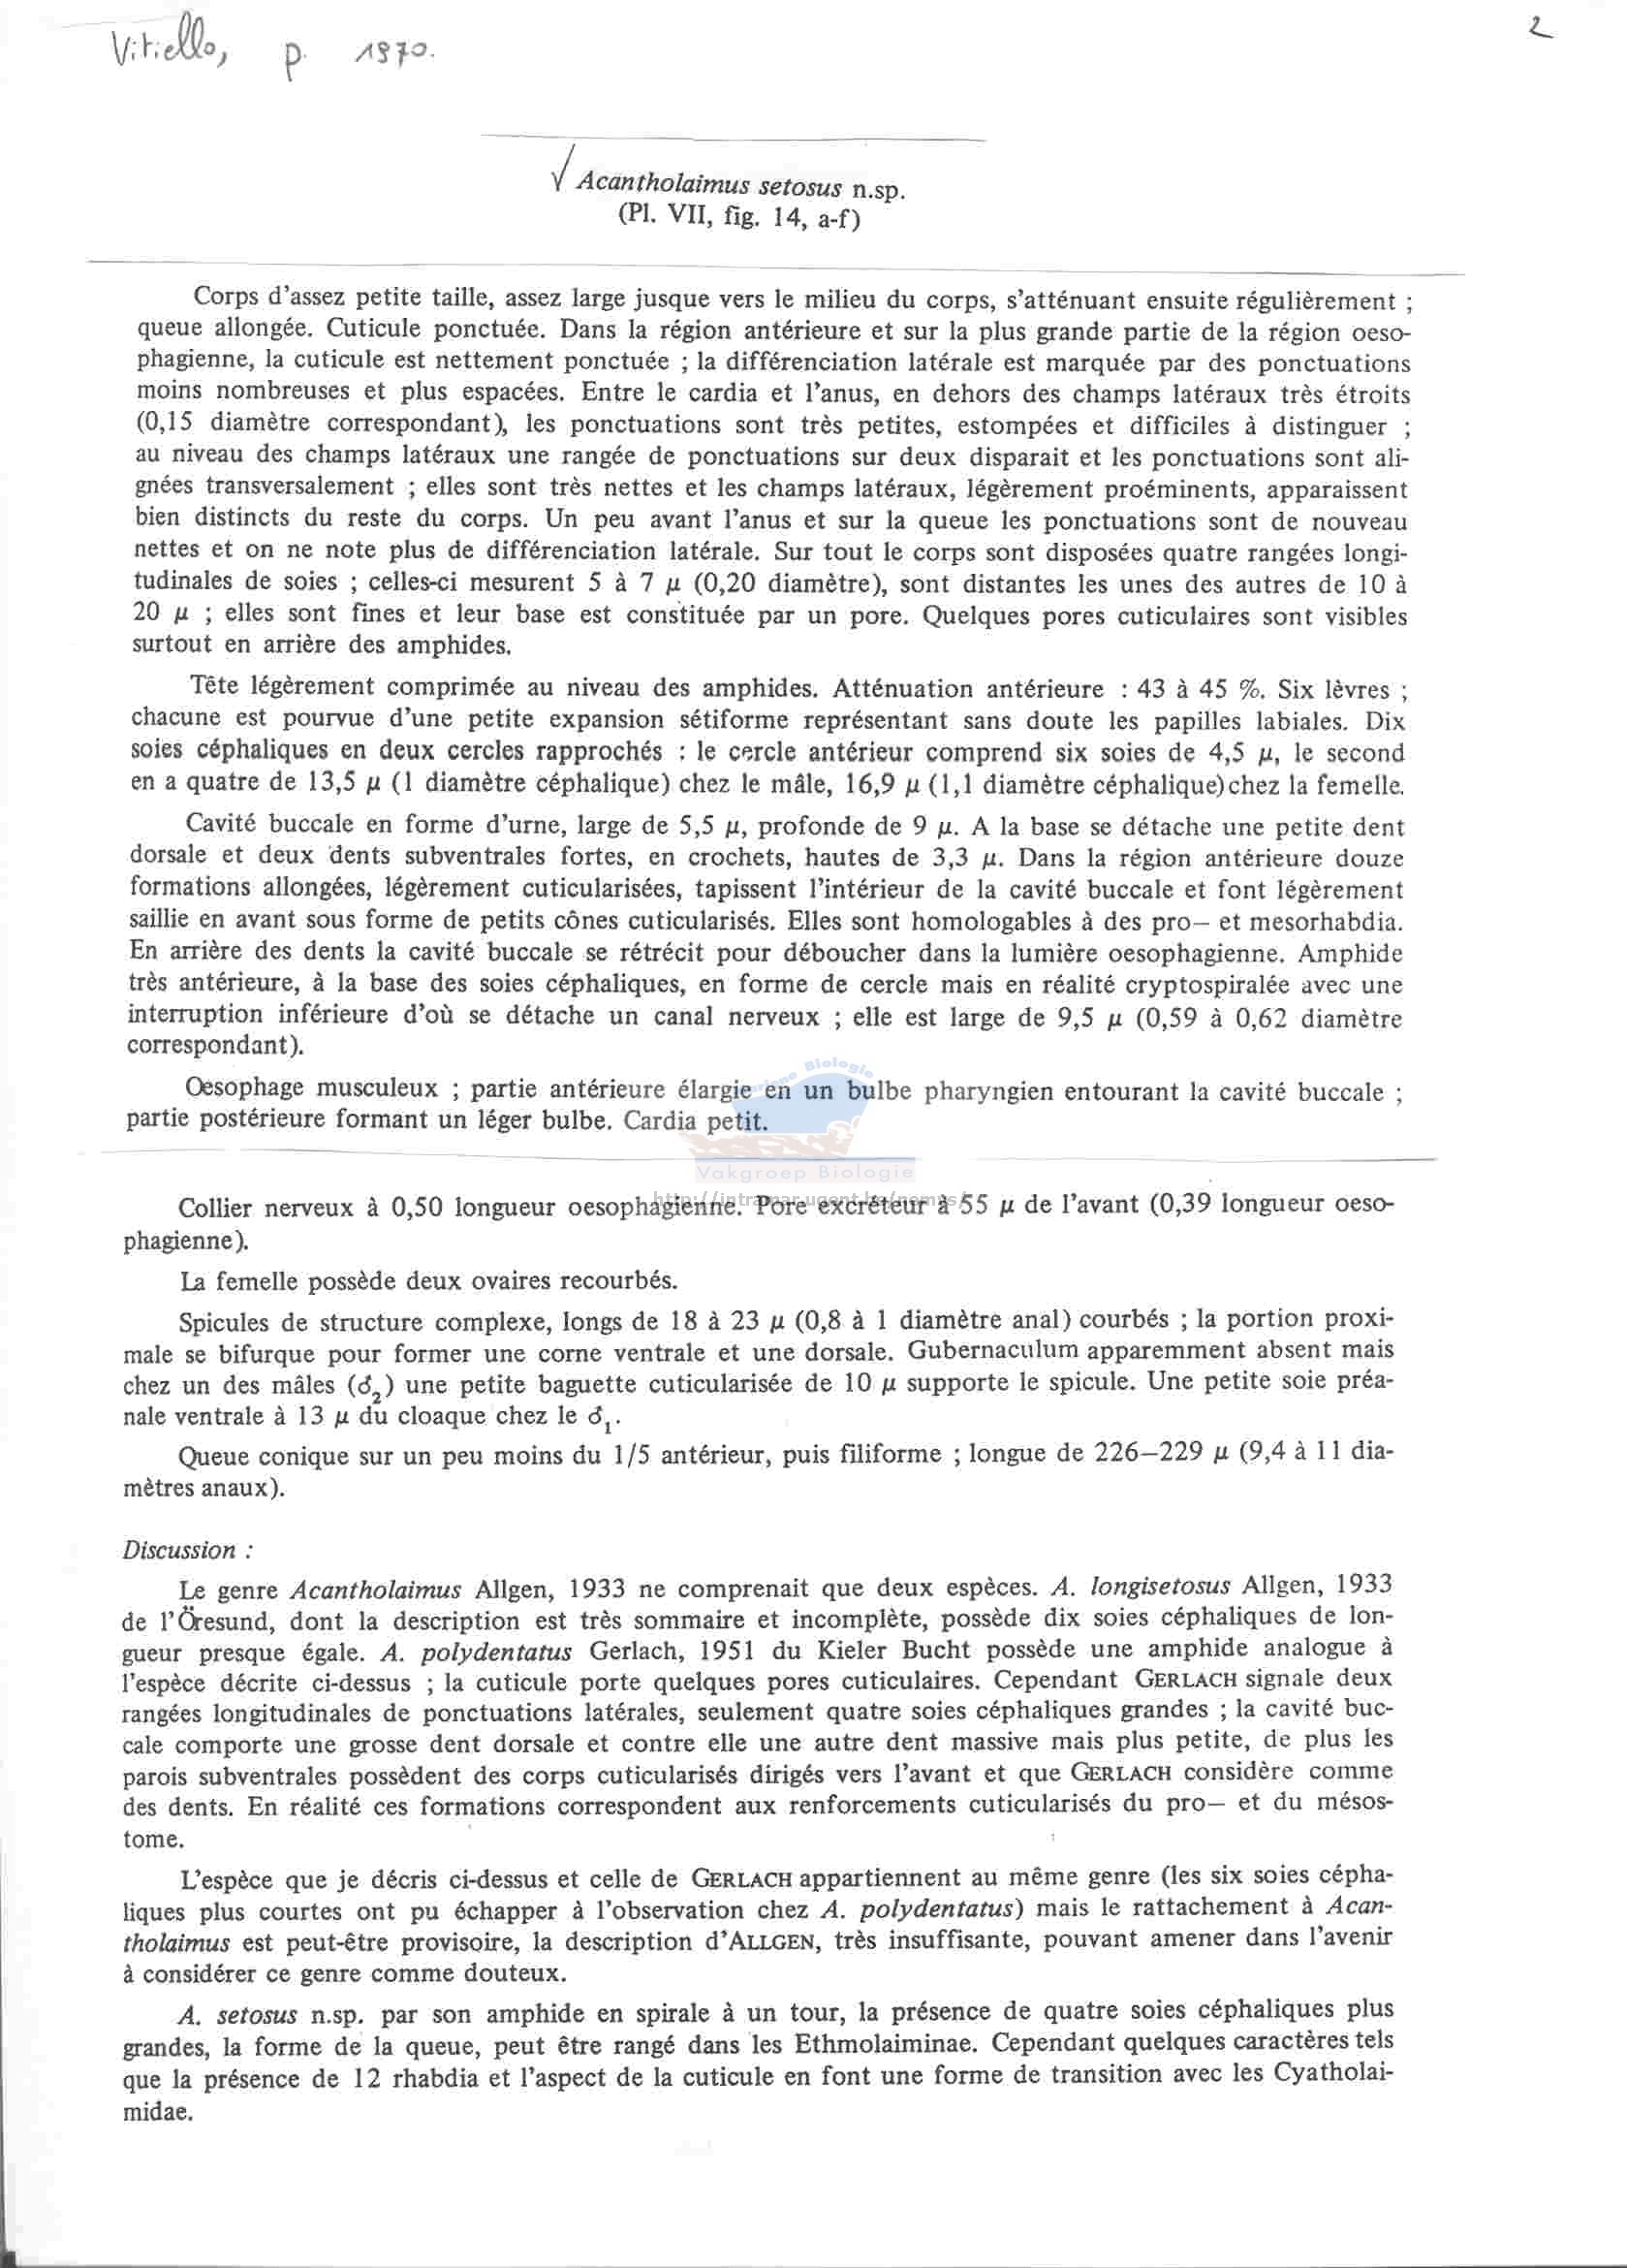 Vitiello, p. 1970.
2
√ Acantholaimus setosus n.sp.
(Pl. VII, fig. 14, a-f)
Corps d'assez petite taille, assez large jusque vers le milieu du corps, s'atténuant ensuite régulièrement ;
queue allongée. Cuticule ponctuée. Dans la région antérieure et sur la plus grande partie de la région oeso-
phagienne, la cuticule est nettement ponctuée ; la différenciation latérale est marquée par des ponctuations
moins nombreuses et plus espacées. Entre le cardia et l'anus, en dehors des champs latéraux très étroits
(0,15 diamètre correspondant), les ponctuations sont très petites, estompées et difficiles à distinguer ;
au niveau des champs latéraux une rangée de ponctuations sur deux disparait et les ponctuations sont ali-
gnées transversalement ; elles sont très nettes et les champs latéraux, légèrement proéminents, apparaissent
bien distincts du reste du corps. Un peu avant l'anus et sur la queue les ponctuations sont de nouveau
nettes et on ne note plus de différenciation latérale. Sur tout le corps sont disposées quatre rangées longi-
tudinales de soies ; celles-ci mesurent 5 à 7 μ (0,20 diamètre), sont distantes les unes des autres de 10 à
20 μ ; elles sont fines et leur base est constituée par un pore. Quelques pores cuticulaires sont visibles
surtout en arrière des amphides.
Tête légèrement comprimée au niveau des amphides. Atténuation antérieure : 43 à 45 %. Six lèvres ;
chacune est pourvue d'une petite expansion sétiforme représentant sans doute les papilles labiales. Dix
soies céphaliques en deux cercles rapprochés : le cercle antérieur comprend six soies de 4,5 μ, le second
en a quatre de 13,5 μ (1 diamètre céphalique) chez le mâle, 16,9 μ (1,1 diamètre céphalique) chez la femelle.
Cavité buccale en forme d'urne, large de 5,5 μ, profonde de 9 μ. A la base se détache une petite dent
dorsale et deux dents subventrales fortes, en crochets, hautes de 3,3 μ. Dans la région antérieure douze
formations allongées, légèrement cuticularisées, tapissent l'intérieur de la cavité buccale et font légèrement
saillie en avant sous forme de petits cônes cuticularisés. Elles sont homologables à des pro— et mesorhabdia.
En arrière des dents la cavité buccale se rétrécit pour déboucher dans la lumière oesophagienne. Amphide
très antérieure, à la base des soies céphaliques, en forme de cercle mais en réalité cryptospiralée avec une
interruption inférieure d'où se détache un canal nerveux ; elle est large de 9,5 μ (0,59 à 0,62 diamètre
correspondant).
Oesophage musculeux ; partie antérieure élargie en un bulbe pharyngien entourant la cavité buccale ;
partie postérieure formant un léger bulbe. Cardia petit.
Biologie
Vakgroep Biologie
Collier nerveux à 0,50 longueur oesophagienne. Pore excréteur à 55 μ de l'avant (0,39 longueur oeso-
phagienne).
La femelle possède deux ovaires recourbés.
Spicules de structure complexe, longs de 18 à 23 μ (0,8 à 1 diamètre anal) courbés ; la portion proxi-
male se bifurque pour former une corne ventrale et une dorsale. Gubernaculum apparemment absent mais
chez un des mâles (♂₂) une petite baguette cuticularisée de 10 μ supporte le spicule. Une petite soie préa-
nale ventrale à 13 μ du cloaque chez le ♂₁.
Queue conique sur un peu moins du 1/5 antérieur, puis filiforme ; longue de 226—229 μ (9,4 à 11 dia-
mètres anaux).
Discussion :
Le genre Acantholaimus Allgen, 1933 ne comprenait que deux espèces. A. longisetosus Allgen, 1933
de l'Öresund, dont la description est très sommaire et incomplète, possède dix soies céphaliques de lon-
gueur presque égale. A. polydentatus Gerlach, 1951 du Kieler Bucht possède une amphide analogue à
l'espèce décrite ci-dessus ; la cuticule porte quelques pores cuticulaires. Cependant GERLACH signale deux
rangées longitudinales de ponctuations latérales, seulement quatre soies céphaliques grandes ; la cavité buc-
cale comporte une grosse dent dorsale et contre elle une autre dent massive mais plus petite, de plus les
parois subventrales possèdent des corps cuticularisés dirigés vers l'avant et que GERLACH considère comme
des dents. En réalité ces formations correspondent aux renforcements cuticularisés du pro— et du mésos-
tome.
L'espèce que je décris ci-dessus et celle de GERLACH appartiennent au même genre (les six soies cépha-
liques plus courtes ont pu échapper à l'observation chez A. polydentatus) mais le rattachement à Acan-
tholaimus est peut-être provisoire, la description d'ALLGEN, très insuffisante, pouvant amener dans l'avenir
à considérer ce genre comme douteux.
A. setosus n.sp. par son amphide en spirale à un tour, la présence de quatre soies céphaliques plus
grandes, la forme de la queue, peut être rangé dans les Ethmolaiminae. Cependant quelques caractères tels
que la présence de 12 rhabdia et l'aspect de la cuticule en font une forme de transition avec les Cyatholai-
midae.